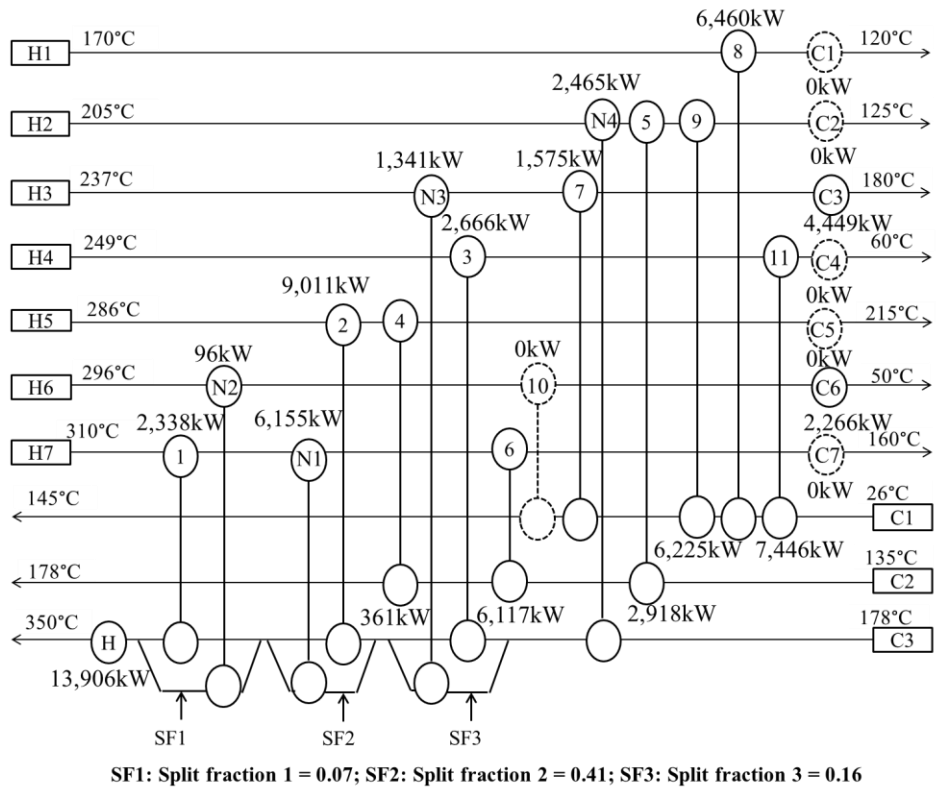 6,460kW
H1 170°C 8 C1 120°C
0kW
2,465kW
H2 205°C N4 5 9 C2 125°C
0kW
1,341kW 1,575kW
H3 237°C N3 7 C3 180°C
2,666kW 4,449kW
H4 249°C 3 11 C4 60°C
0kW
9,011kW
H5 286°C 2 4 C5 215°C
96kW 0kW 0kW
H6 296°C N2 10 C6 50°C
2,338kW 6,155kW 2,266kW
H7 310°C 1 N1 6 C7 160°C
0kW
145°C 26°C C1
6,225kW 7,446kW
178°C 135°C C2
361kW 6,117kW 2,918kW
350°C H 178°C C3
13,906kW
SF1 SF2 SF3
SF1: Split fraction 1 = 0.07; SF2: Split fraction 2 = 0.41; SF3: Split fraction 3 = 0.16